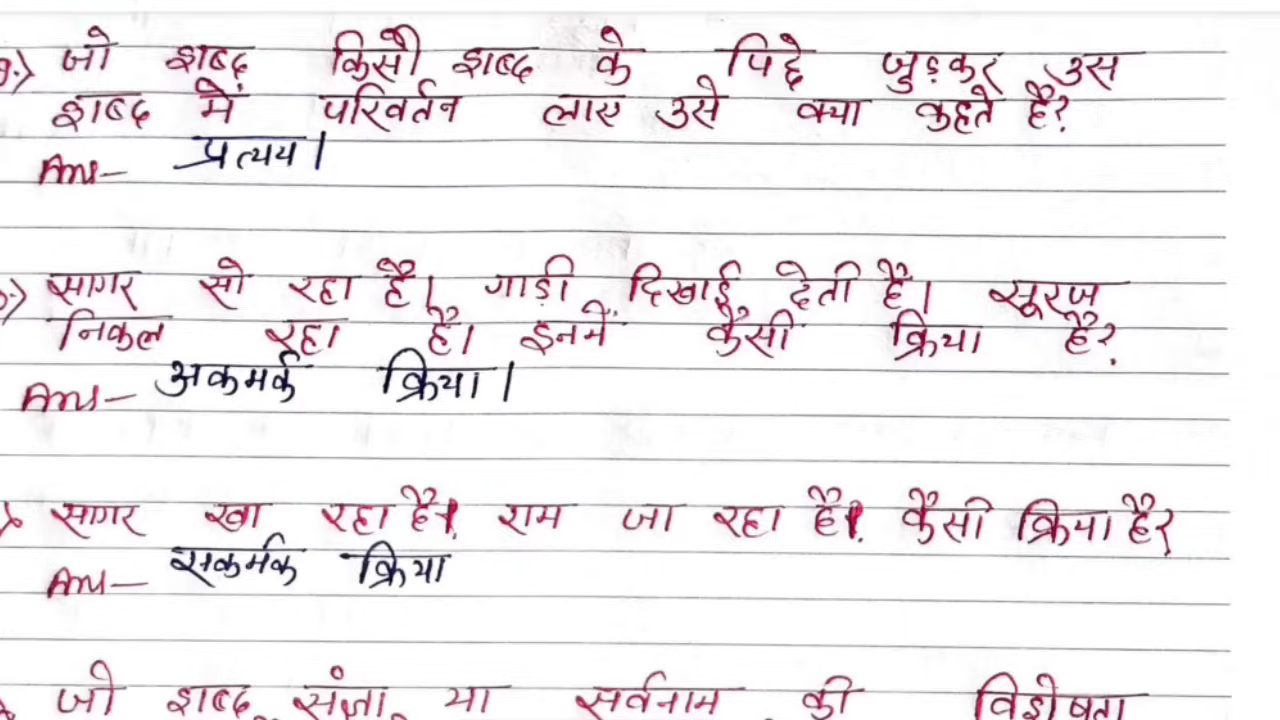 जो शब्द किसी शब्द के पिछे जुड़कर उस
शब्द में परिवर्तन लाए उसे क्या कहते है?
Ans- प्रत्यय।
सागर सो रहा है। गाड़ी दिखाई देती है। सूरज
निकल रहा है। इनमें कैसी क्रिया है?
Ans- अकमर्क क्रिया।
सागर खा रहा है। राम जा रहा है। कैसी क्रिया है?
Ans- सकर्मक क्रिया
जो शब्द संज्ञा या सर्वनाम की विशेषता